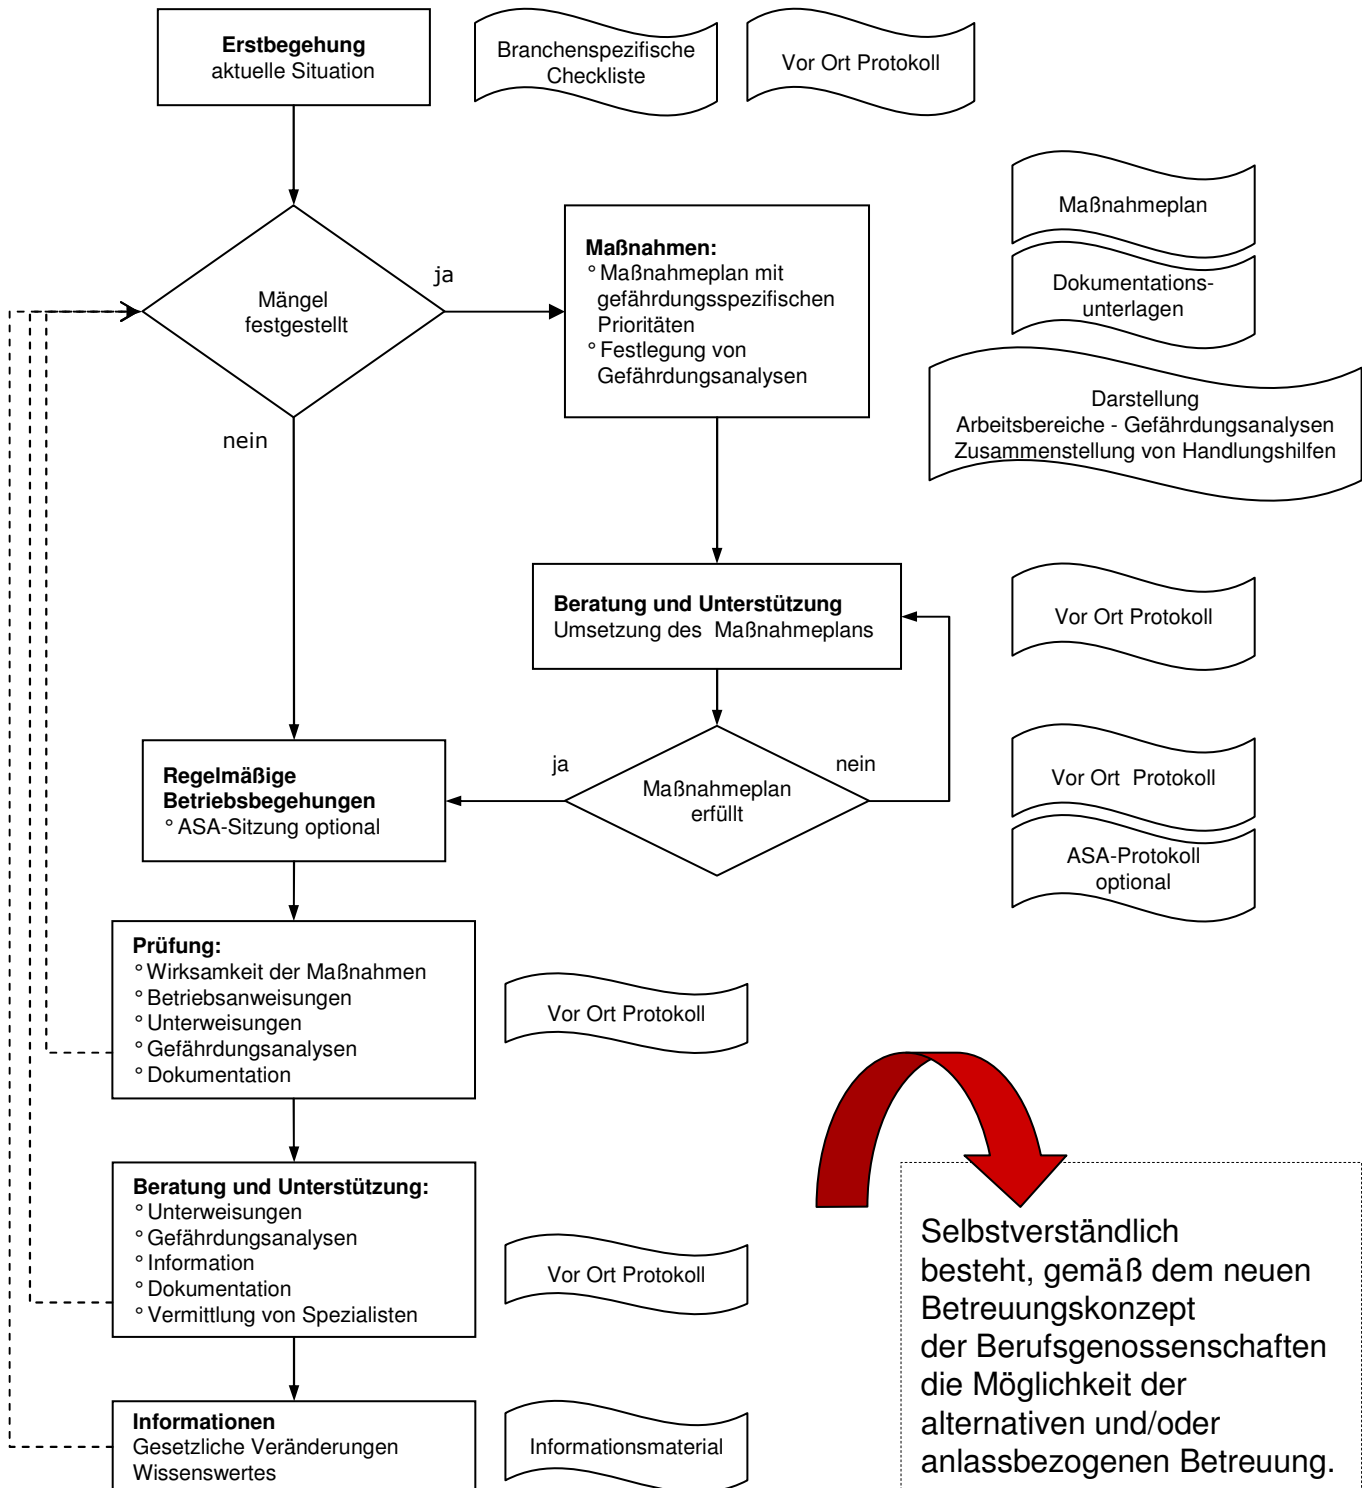 Erstbegehung
aktuelle Situation
Branchenspezifische
Checkliste
Vor Ort Protokoll
Maßnahmeplan
Dokumentations-
unterlagen
Darstellung
Arbeitsbereiche - Gefährdungsanalysen
Zusammenstellung von Handlungshilfen
Mängel
festgestellt
ja
nein
Maßnahmen:
° Maßnahmeplan mit
gefährdungsspezifischen
Prioritäten
° Festlegung von
Gefährdungsanalysen
Beratung und Unterstützung
Umsetzung des Maßnahmeplans
Vor Ort Protokoll
Maßnahmeplan
erfüllt
ja
nein
Vor Ort Protokoll
ASA-Protokoll
optional
Regelmäßige
Betriebsbegehungen
° ASA-Sitzung optional
Prüfung:
° Wirksamkeit der Maßnahmen
° Betriebsanweisungen
° Unterweisungen
° Gefährdungsanalysen
° Dokumentation
Vor Ort Protokoll
Beratung und Unterstützung:
° Unterweisungen
° Gefährdungsanalysen
° Information
° Dokumentation
° Vermittlung von Spezialisten
Vor Ort Protokoll
Informationen
Gesetzliche Veränderungen
Wissenswertes
Informationsmaterial
Selbstverständlich
besteht, gemäß dem neuen
Betreuungskonzept
der Berufsgenossenschaften
die Möglichkeit der
alternativen und/oder
anlassbezogenen Betreuung.